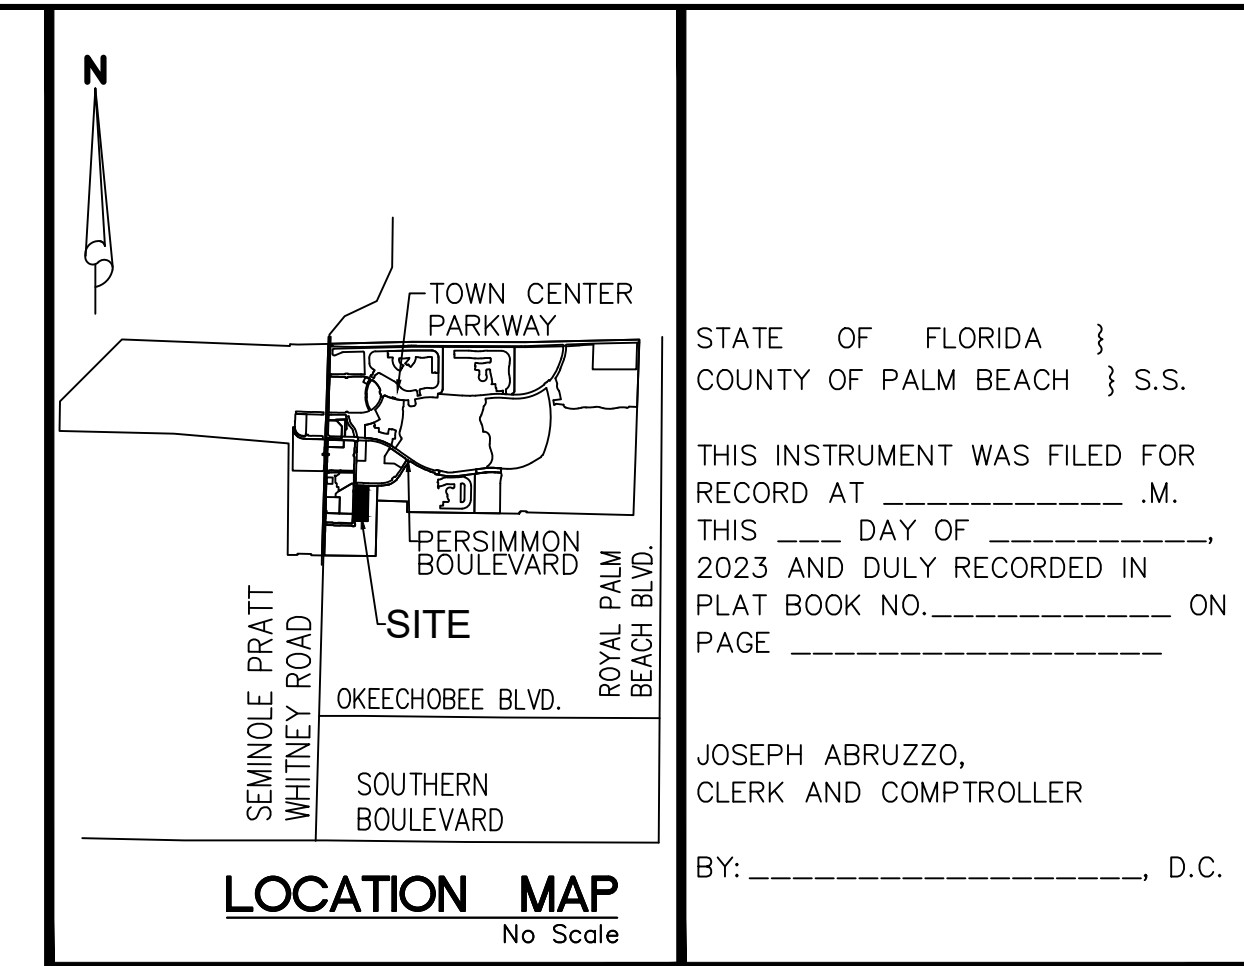 N
TOWN CENTER
PARKWAY
PERSIMMON
BOULEVARD
SITE
SEMINOLE PRATT
WHITNEY ROAD
ROYAL PALM
BEACH BLVD.
OKEECHOBEE BLVD.
SOUTHERN
BOULEVARD
LOCATION MAP
No Scale
STATE OF FLORIDA }
COUNTY OF PALM BEACH } S.S.
THIS INSTRUMENT WAS FILED FOR
RECORD AT ___________ .M.
THIS ___ DAY OF __________,
2023 AND DULY RECORDED IN
PLAT BOOK NO.___________ ON
PAGE _________________
JOSEPH ABRUZZO,
CLERK AND COMPTROLLER
BY: __________________, D.C.